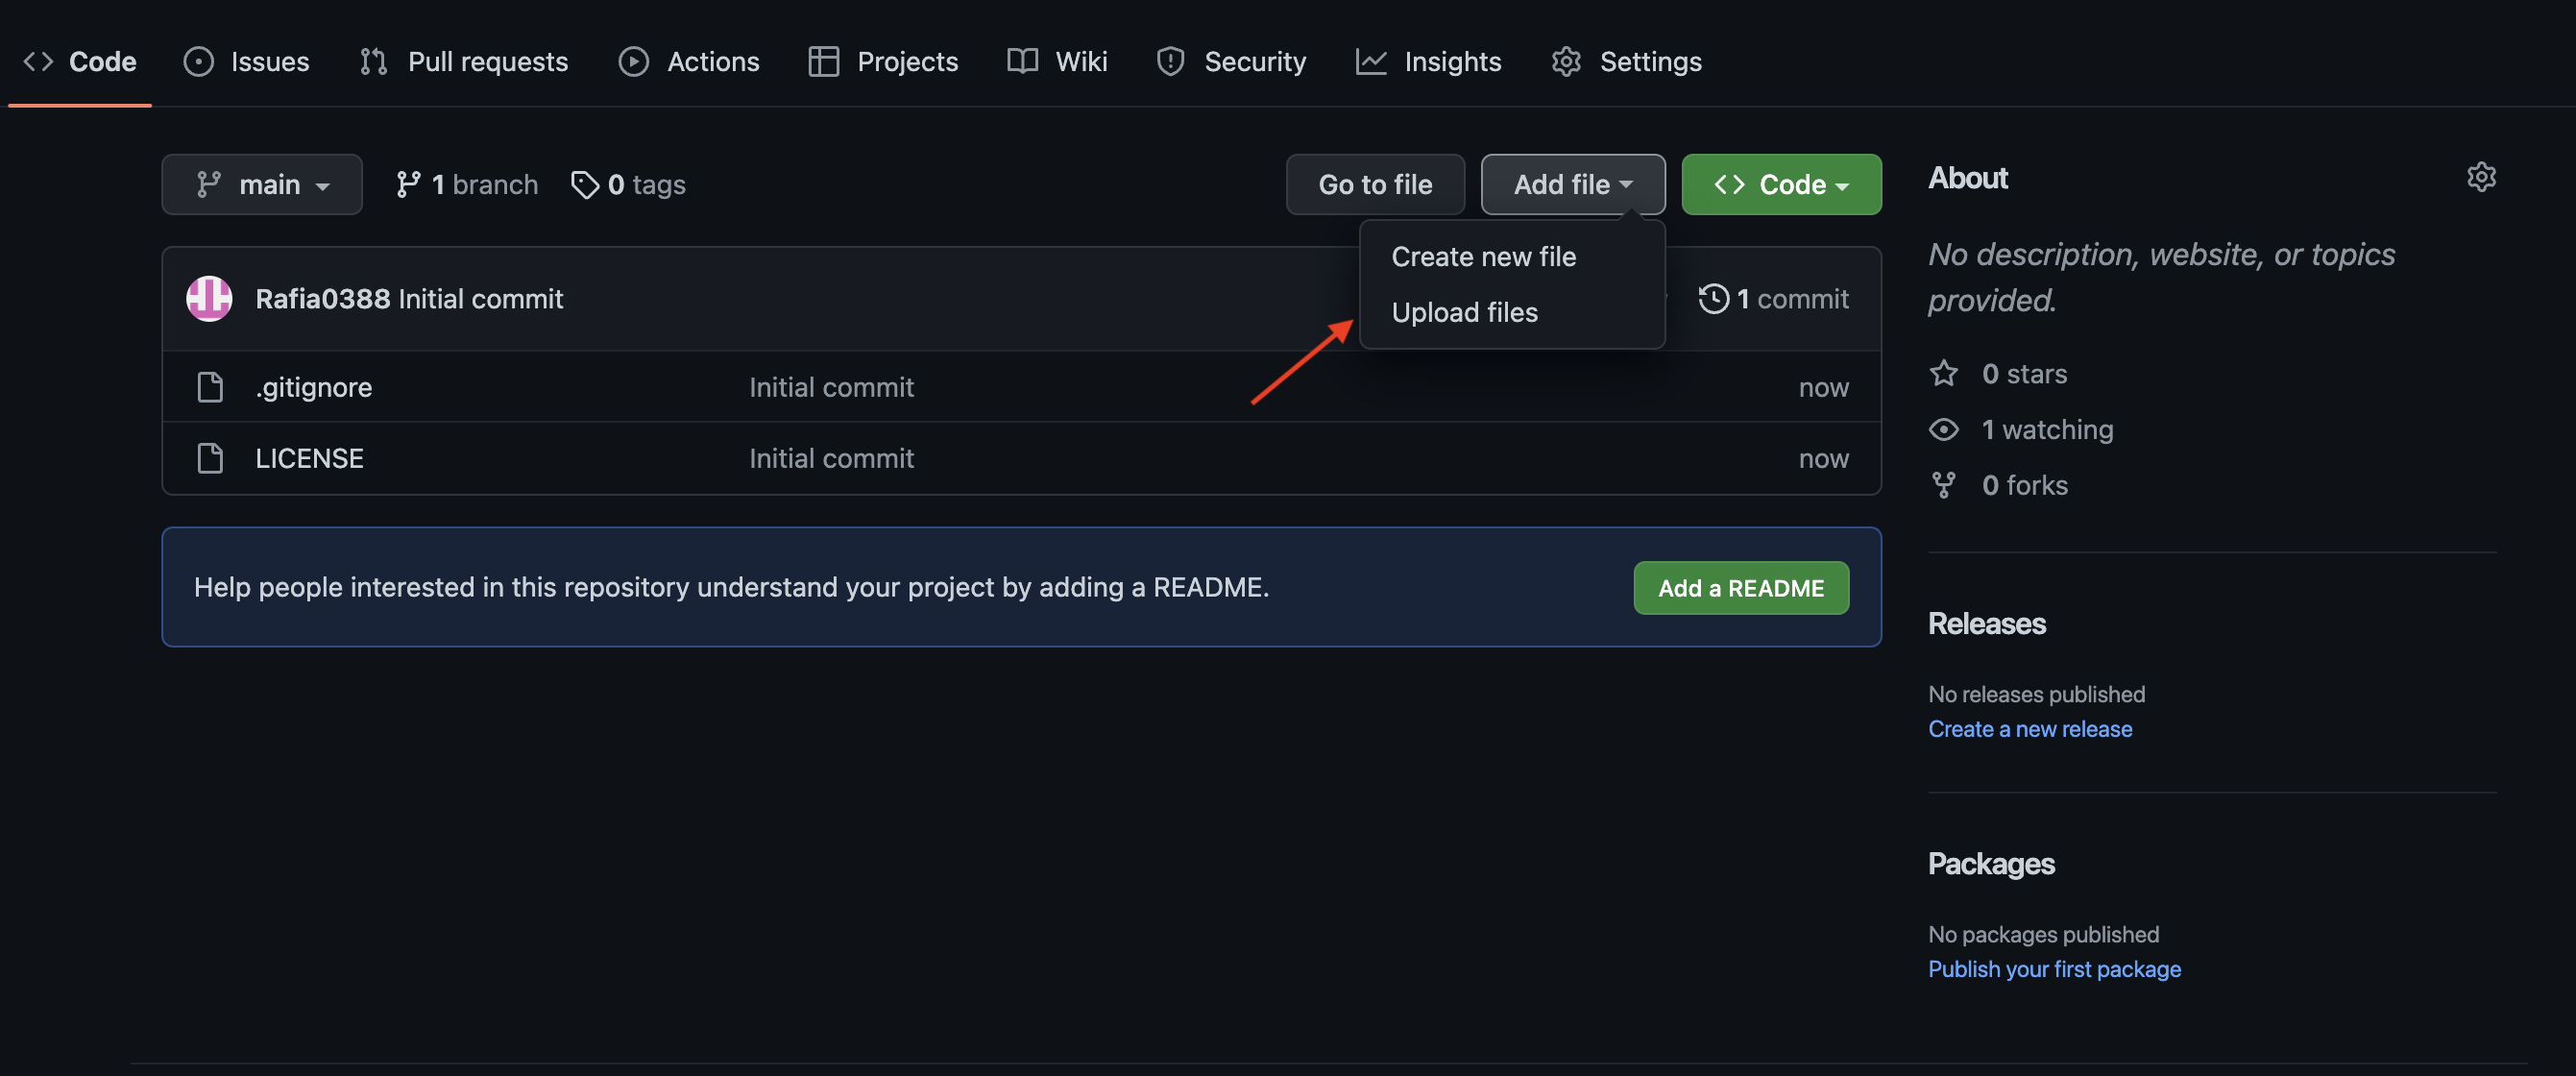 Code Issues Pull requests Actions Projects Wiki Security Insights Settings
main 1 branch 0 tags Go to file Add file Code
Create new file
Upload files
Rafia0388 Initial commit 1 commit
.gitignore Initial commit now
LICENSE Initial commit now
Help people interested in this repository understand your project by adding a README. Add a README
About
No description, website, or topics
provided.
0 stars
1 watching
0 forks
Releases
No releases published
Create a new release
Packages
No packages published
Publish your first package